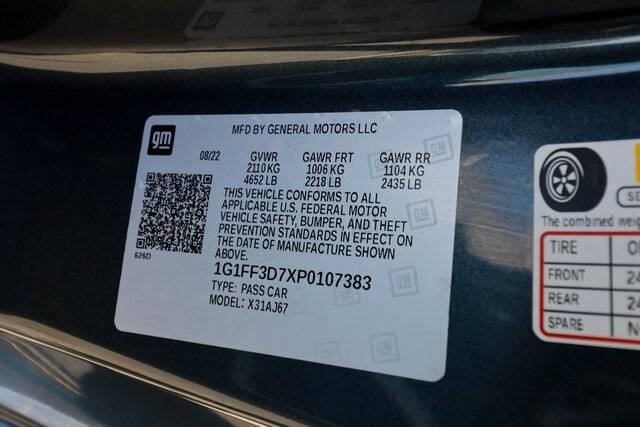 gm
MFD BY GENERAL MOTORS LLC
08/22 GVWR GAWR FRT GAWR RR
2110 KG 1006 KG 1104 KG
4652 LB 2218 LB 2435 LB
THIS VEHICLE CONFORMS TO ALL
APPLICABLE U.S. FEDERAL MOTOR
VEHICLE SAFETY, BUMPER, AND THEFT
PREVENTION STANDARDS IN EFFECT ON
THE DATE OF MANUFACTURE SHOWN
ABOVE.
626D
1G1FF3D7XP0107383
TYPE: PASS CAR
MODEL: X31AJ67
The combined
TIRE
FRONT 24
REAR 24
SPARE